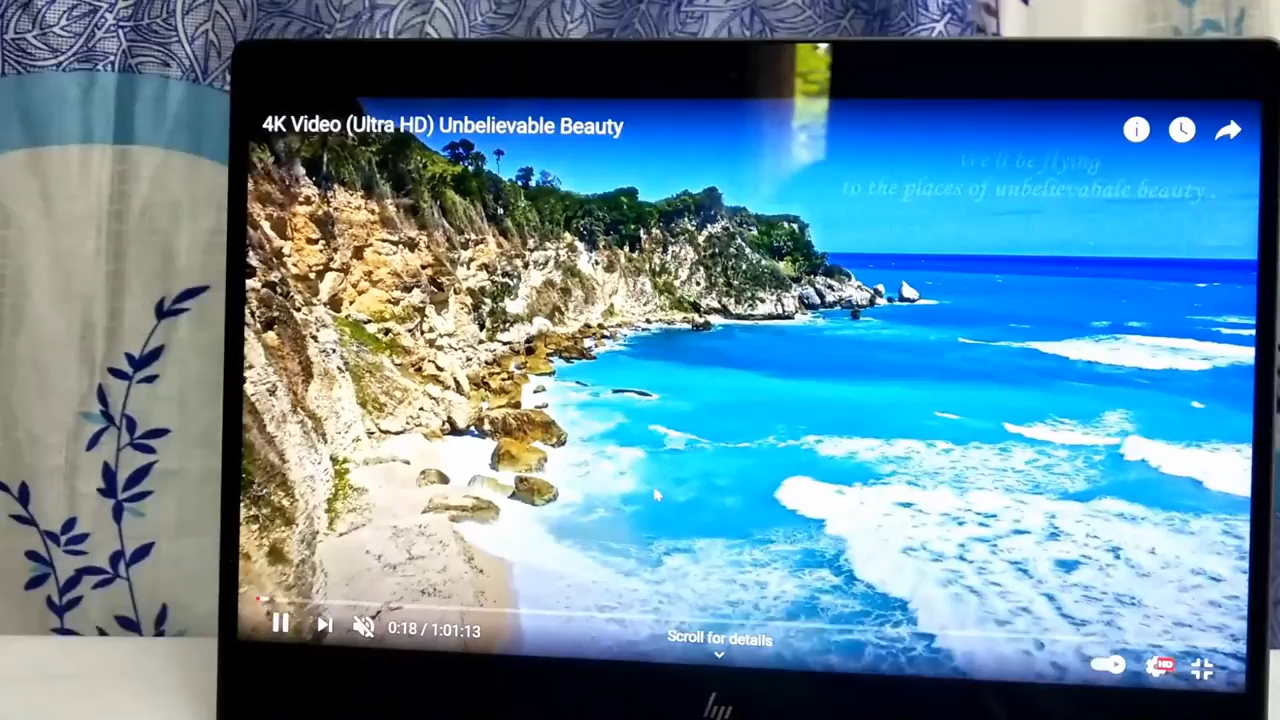 4K Video (Ultra HD) Unbelievable Beauty
We'll be flying
to the places of unbelievabale beauty..
0:18 / 1:01:13
Scroll for details
HD
hp